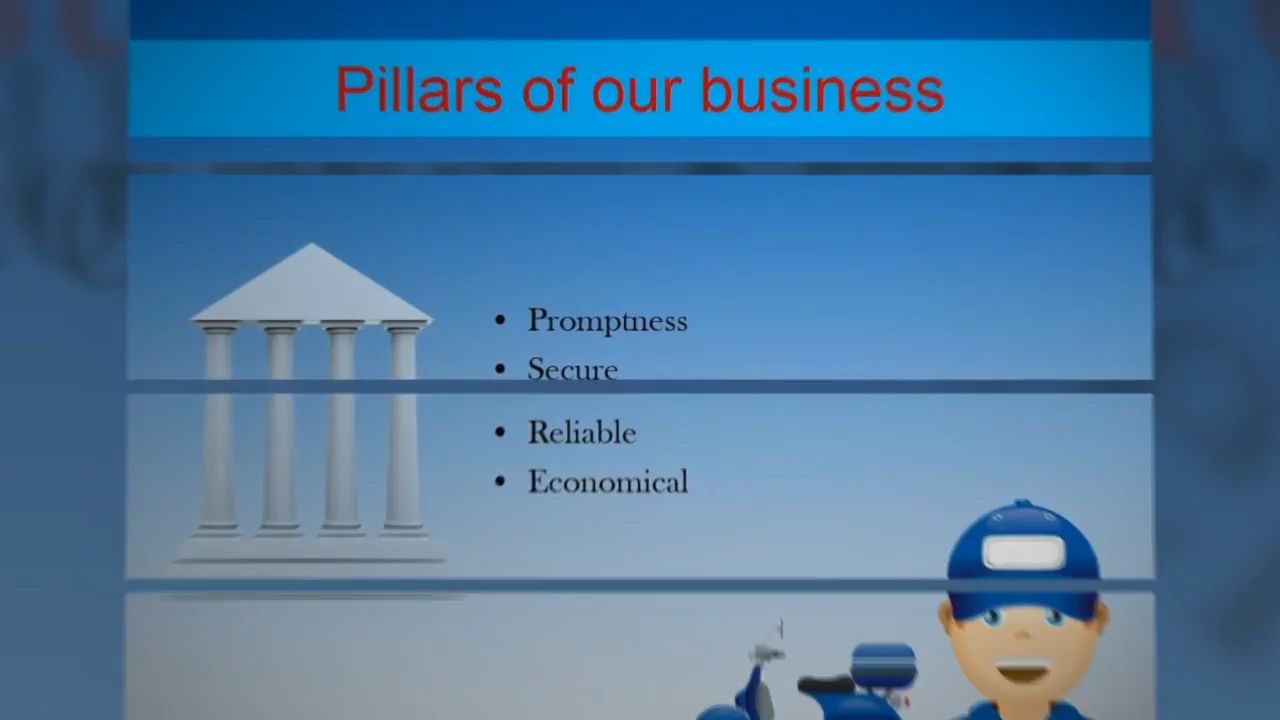 Pillars of our business
• Promptness
• Secure
• Reliable
• Economical